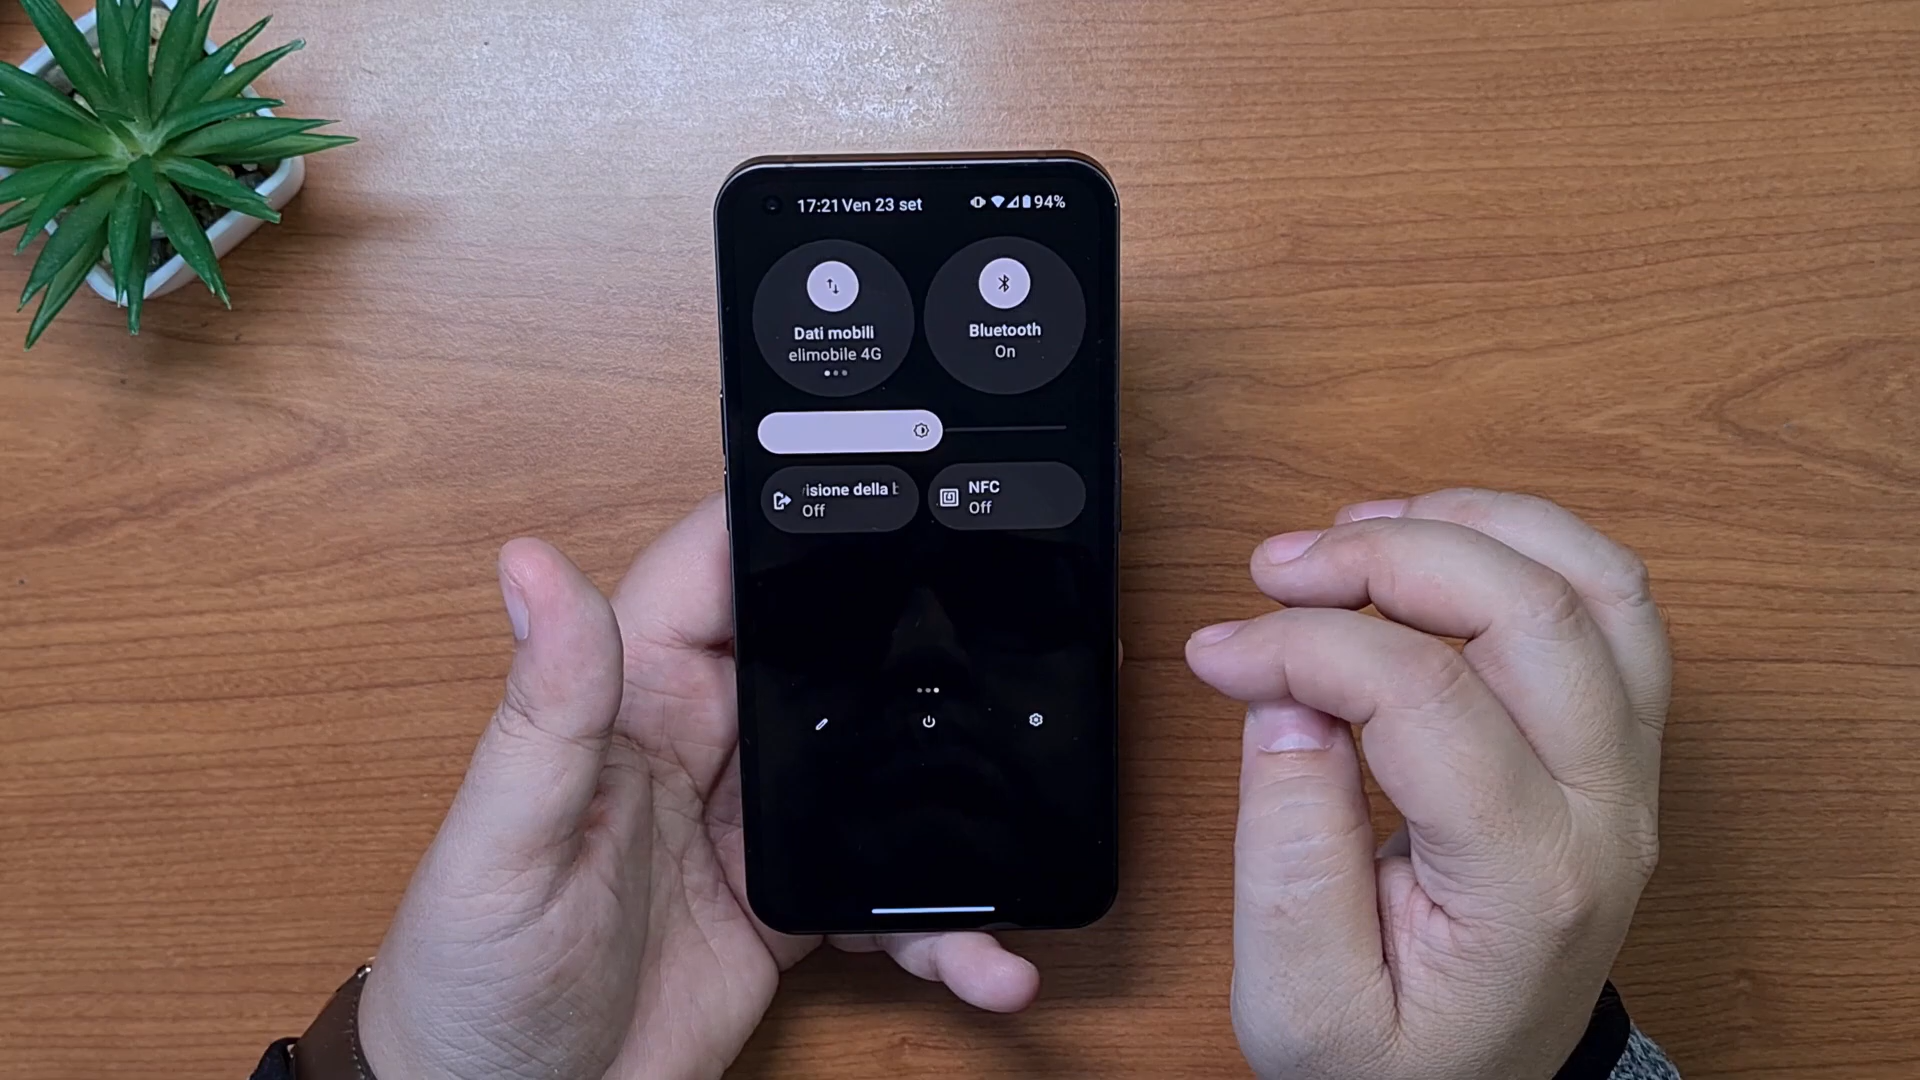 17:21 Ven 23 set 94%
Dati mobili
elimobile 4G
Bluetooth
On
isione della
Off
NFC
Off